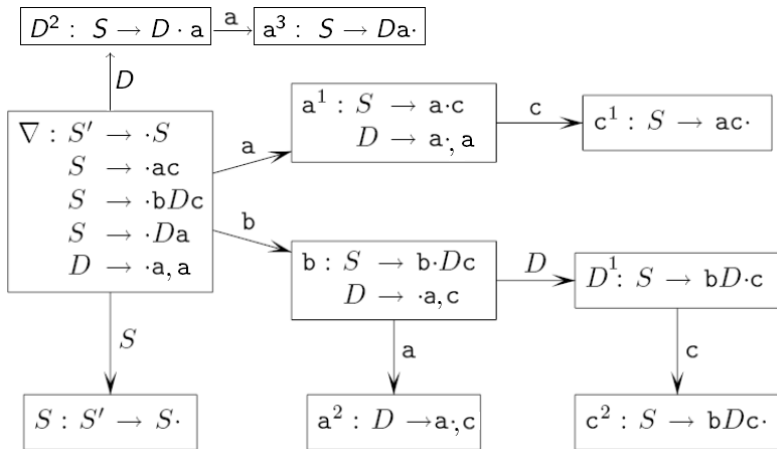 D² : S → D · a
a
a³ : S → Da·
D
∇ : S′ → ·S
S → ·ac
S → ·bDc
S → ·Da
D → ·a, a
a
a¹ : S → a·c
D → a·, a
c
c¹ : S → ac·
b
b : S → b·Dc
D → ·a, c
D
D¹: S → bD·c
S
a
c
S : S′ → S·
a² : D →a·,c
c² : S → bDc·